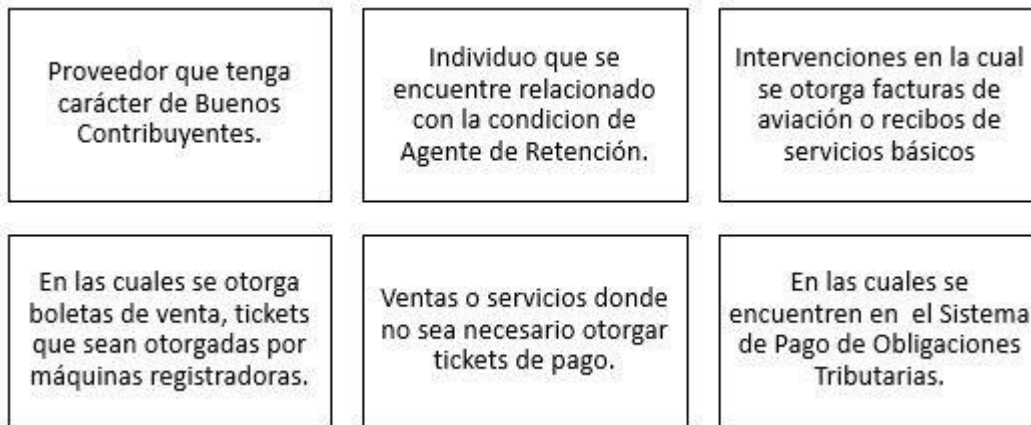 Proveedor que tenga
carácter de Buenos
Contribuyentes.
Individuo que se
encuentre relacionado
con la condicion de
Agente de Retención.
Intervenciones en la cual
se otorga facturas de
aviación o recibos de
servicios básicos
En las cuales se otorga
boletas de venta, tickets
que sean otorgadas por
máquinas registradoras.
Ventas o servicios donde
no sea necesario otorgar
tickets de pago.
En las cuales se
encuentren en el Sistema
de Pago de Obligaciones
Tributarias.